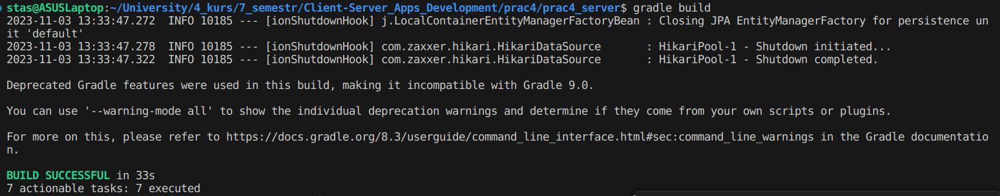 stas@ASUSLaptop:~/University/4_kurs/7_semestr/Client-Server_Apps_Development/prac4/prac4_server$ gradle build
2023-11-03 13:33:47.272  INFO 10185 --- [ionShutdownHook] j.LocalContainerEntityManagerFactoryBean : Closing JPA EntityManagerFactory for persistence un
it 'default'
2023-11-03 13:33:47.278  INFO 10185 --- [ionShutdownHook] com.zaxxer.hikari.HikariDataSource       : HikariPool-1 - Shutdown initiated...
2023-11-03 13:33:47.322  INFO 10185 --- [ionShutdownHook] com.zaxxer.hikari.HikariDataSource       : HikariPool-1 - Shutdown completed.
Deprecated Gradle features were used in this build, making it incompatible with Gradle 9.0.
You can use '--warning-mode all' to show the individual deprecation warnings and determine if they come from your own scripts or plugins.
For more on this, please refer to https://docs.gradle.org/8.3/userguide/command_line_interface.html#sec:command_line_warnings in the Gradle documentatio
n.
BUILD SUCCESSFUL in 33s
7 actionable tasks: 7 executed